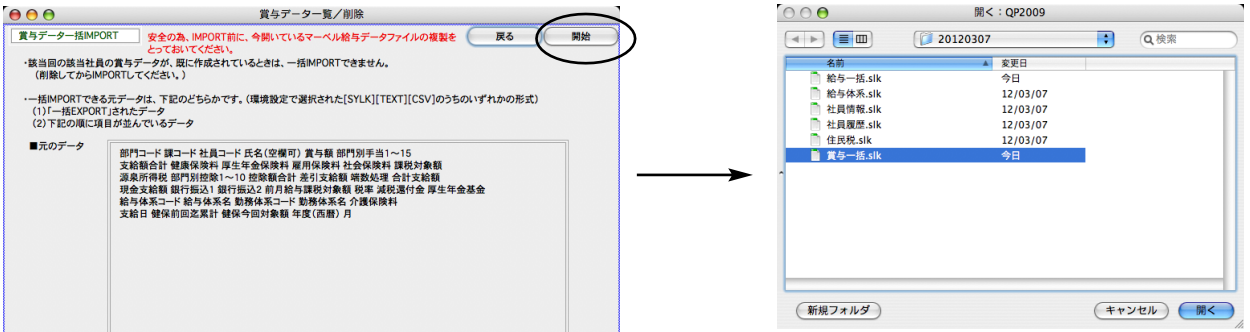 賞与データ一覧／削除
賞与データ一括IMPORT
安全の為、IMPORT前に、今開いているマーベル給与データファイルの複製を
とっておいてください。
戻る
開始
・該当回の該当社員の賞与データが、既に作成されているときは、一括IMPORTできません。
（削除してからIMPORTしてください。）
・一括IMPORTできる元データは、下記のどちらかです。（環境設定で選択された[SYLK][TEXT][CSV]のうちのいずれかの形式）
（1）「一括EXPORT」されたデータ
（2）下記の順に項目が並んでいるデータ
■元のデータ
部門コード 課コード 社員コード 氏名（空欄可） 賞与額 部門別手当1～15
支給額合計 健康保険料 厚生年金保険料 雇用保険料 社会保険料 課税対象額
源泉所得税 部門別控除1～10 控除額合計 差引支給額 端数処理 合計支給額
現金支給額 銀行振込1 銀行振込2 前月給与課税対象額 税率 減税還付金 厚生年金基金
給与体系コード 給与体系名 勤務体系コード 勤務体系名 介護保険料
支給日 健保前回迄累計 健保今回対象額 年度（西暦） 月
開く：QP2009
20120307
検索
名前 変更日
給与一括.slk 今日
給与体系.slk 12/03/07
社員情報.slk 12/03/07
社員履歴.slk 12/03/07
住民税.slk 12/03/07
賞与一括.slk 今日
新規フォルダ
キャンセル
開く